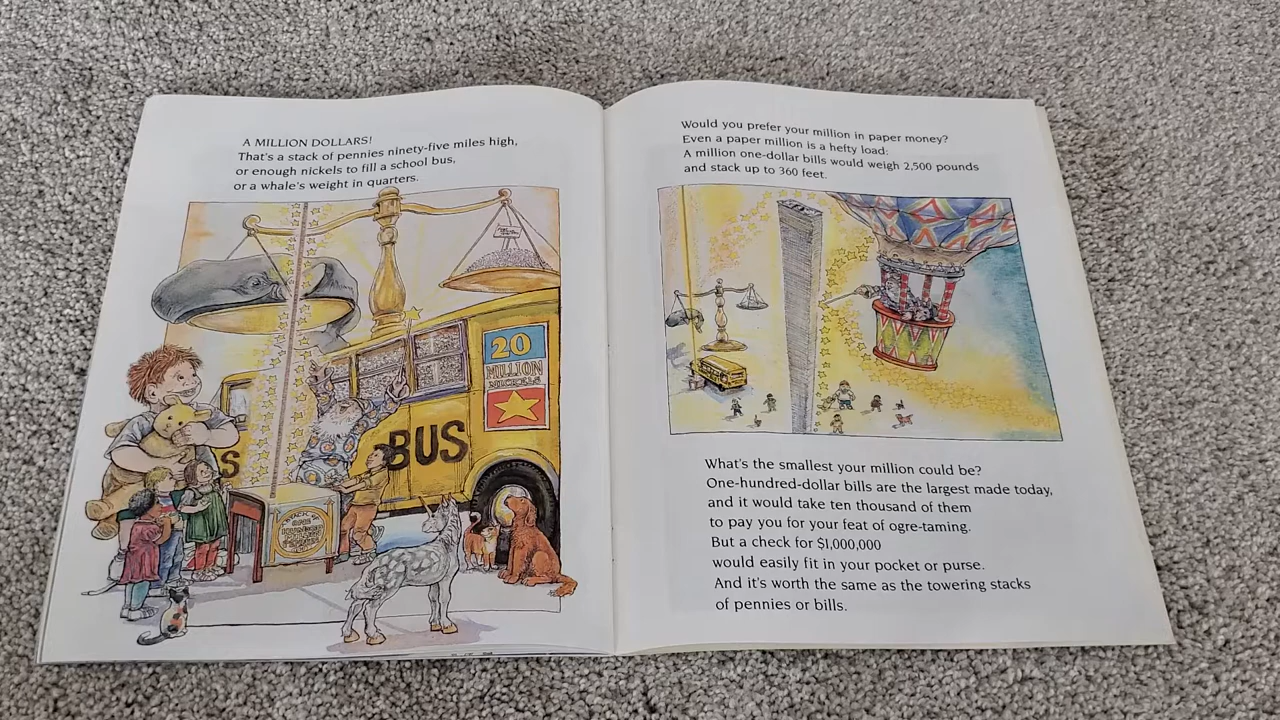 A MILLION DOLLARS!
That's a stack of pennies ninety-five miles high,
or enough nickels to fill a school bus,
or a whale's weight in quarters.
20
MILLION
NICKELS
BUS
S
Would you prefer your million in paper money?
Even a paper million is a hefty load:
A million one-dollar bills would weigh 2,500 pounds
and stack up to 360 feet.
What's the smallest your million could be?
One-hundred-dollar bills are the largest made today,
and it would take ten thousand of them
to pay you for your feat of ogre-taming.
But a check for $1,000,000
would easily fit in your pocket or purse.
And it's worth the same as the towering stacks
of pennies or bills.